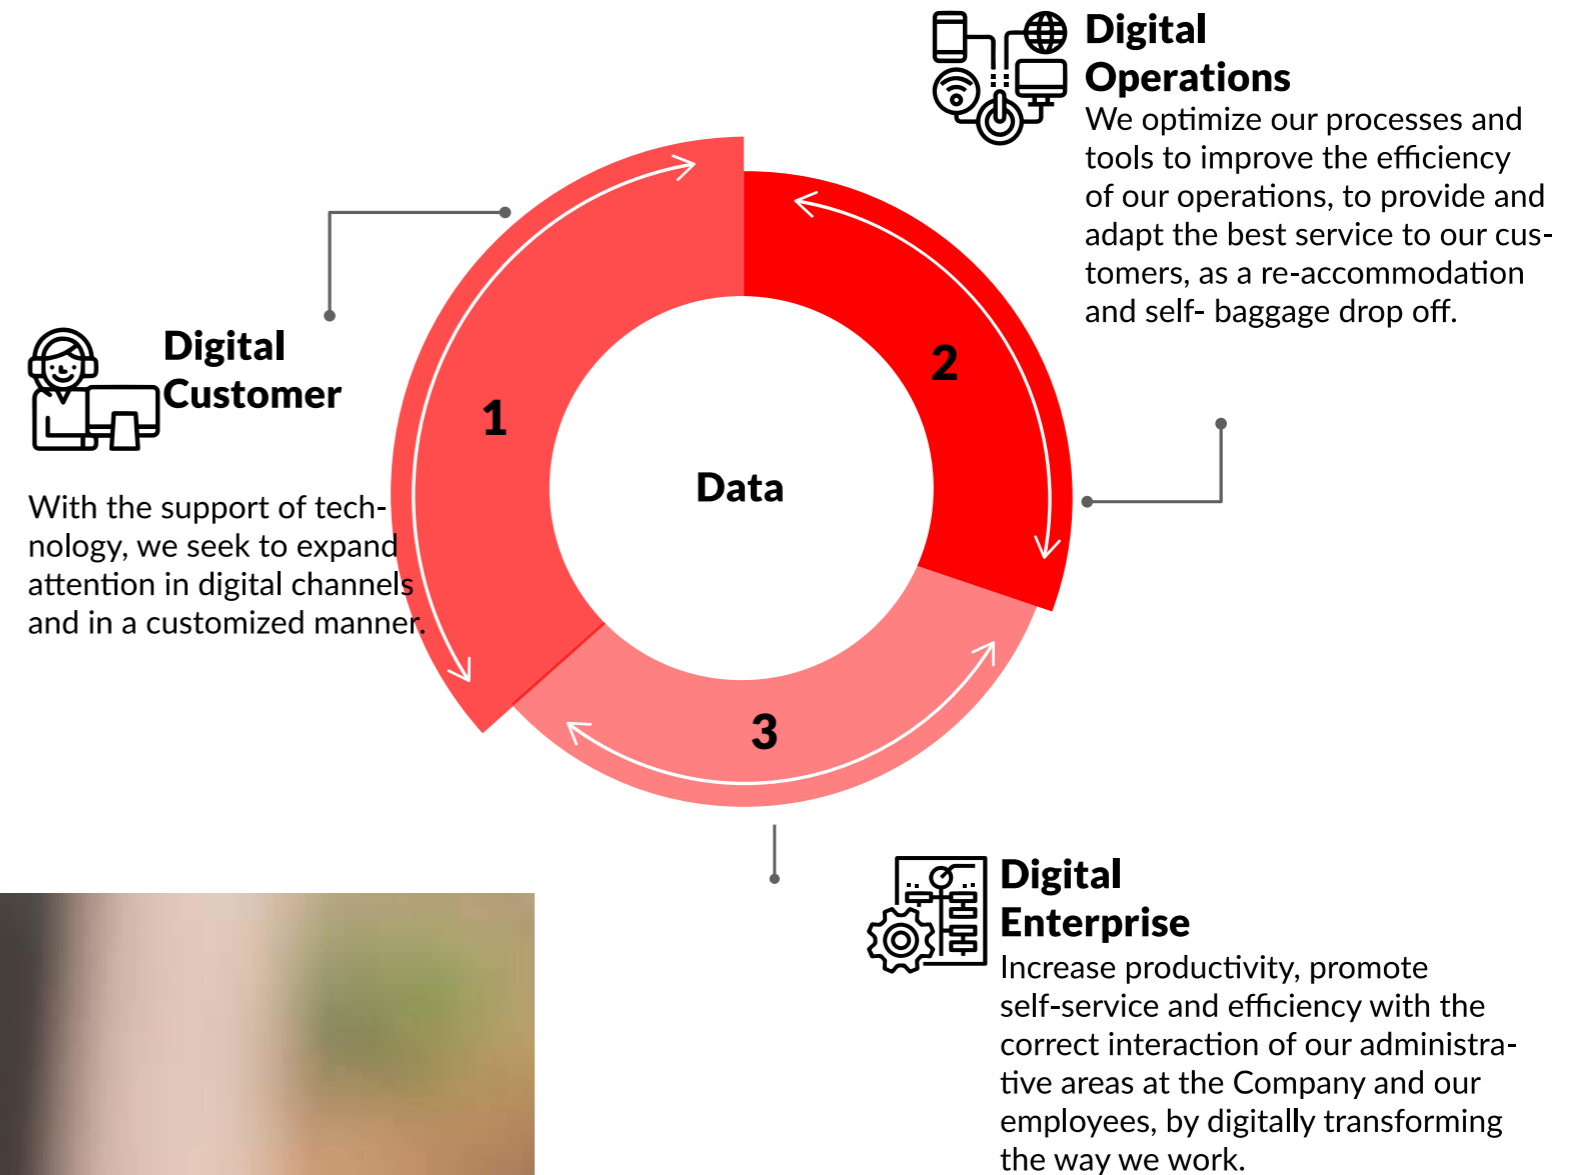 Digital
Operations
We optimize our processes and
tools to improve the efficiency
of our operations, to provide and
adapt the best service to our cus-
tomers, as a re-accommodation
and self- baggage drop off.
Digital
Customer
With the support of tech-
nology, we seek to expand
attention in digital channels
and in a customized manner.
1
2
Data
3
Digital
Enterprise
Increase productivity, promote
self-service and efficiency with the
correct interaction of our administra-
tive areas at the Company and our
employees, by digitally transforming
the way we work.